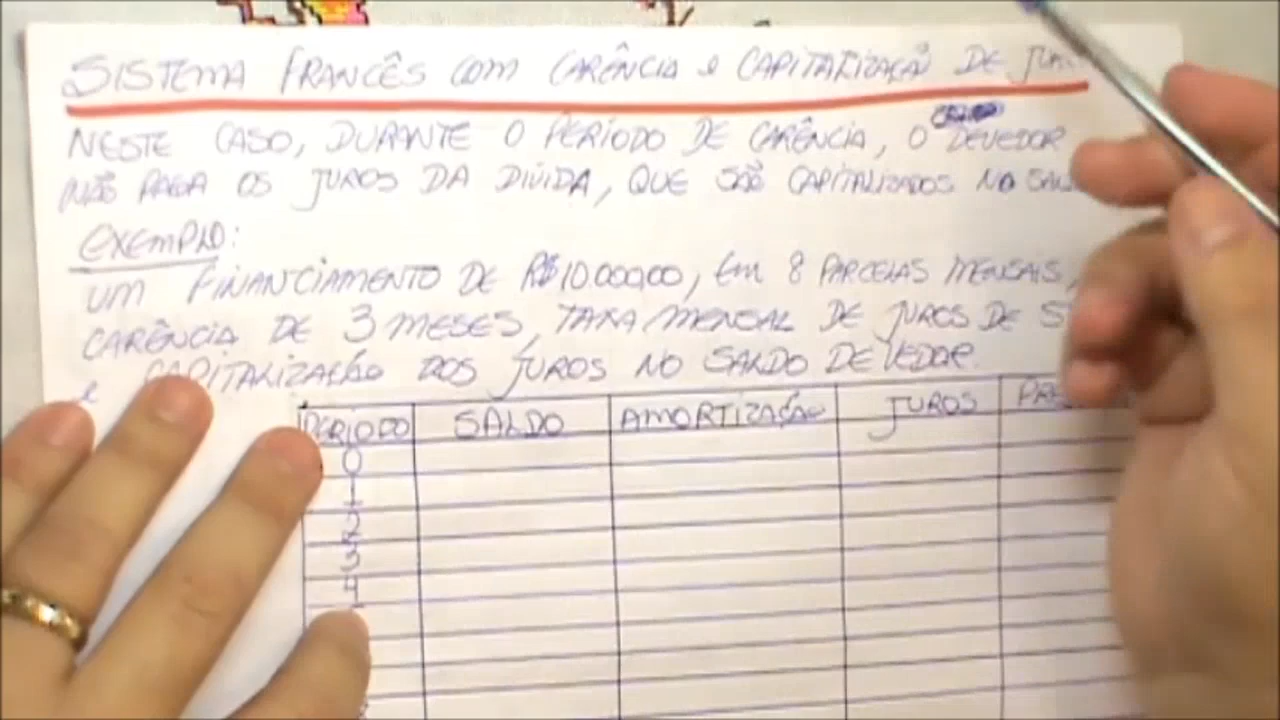 SISTEMA FRANCÊS COM CARÊNCIA e CAPITALIZAÇÃO DE
NESTE CASO, DURANTE O PERÍODO DE CARÊNCIA, O DEVEDOR
NÃO PAGA OS JUROS DA DÍVIDA, QUE SÃO CAPITALIZADOS NO
EXEMPLO:
UM FINANCIAMENTO DE R$10.000,00, Em 8 PARCELAS MENSAIS,
CARÊNCIA DE 3 MESES, TAXA MENSAL DE JUROS DE 5
e CAPITALIZAÇÃO DOS JUROS NO SALDO DEVEDOR.
PERÍODO SALDO AMORTIZAÇÃO JUROS
0
1
2
3